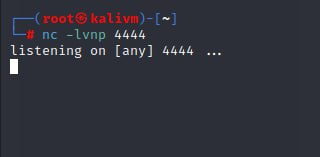 ┌──(root㉿kalivm)-[~]
└─# nc -lvnp 4444
listening on [any] 4444 ...